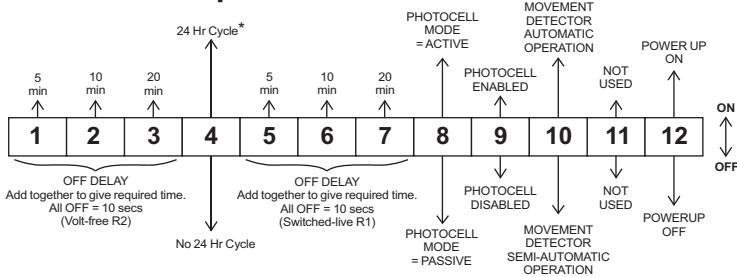 24 Hr Cycle*
PHOTOCELL
MODE
= ACTIVE
MOVEMENT
DETECTOR
AUTOMATIC
OPERATION
POWER UP
ON
5
min
10
min
20
min
5
min
10
min
20
min
PHOTOCELL
ENABLED
NOT
USED
1 2 3 4 5 6 7 8 9 10 11 12
ON
OFF
OFF DELAY
Add together to give required time.
All OFF = 10 secs
(Volt-free R2)
No 24 Hr Cycle
OFF DELAY
Add together to give required time.
All OFF = 10 secs
(Switched-live R1)
PHOTOCELL
MODE
= PASSIVE
PHOTOCELL
DISABLED
MOVEMENT
DETECTOR
SEMI-AUTOMATIC
OPERATION
NOT
USED
POWERUP
OFF